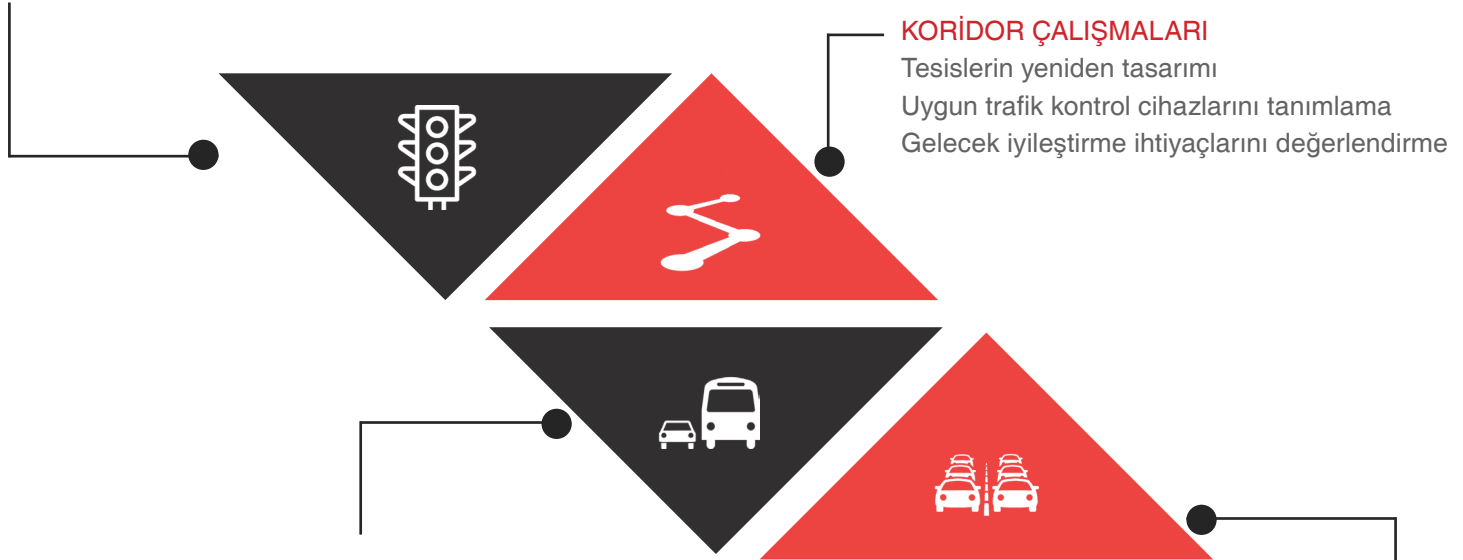 KORİDOR ÇALIŞMALARI
Tesislerin yeniden tasarımı
Uygun trafik kontrol cihazlarını tanımlama
Gelecek iyileştirme ihtiyaçlarını değerlendirme